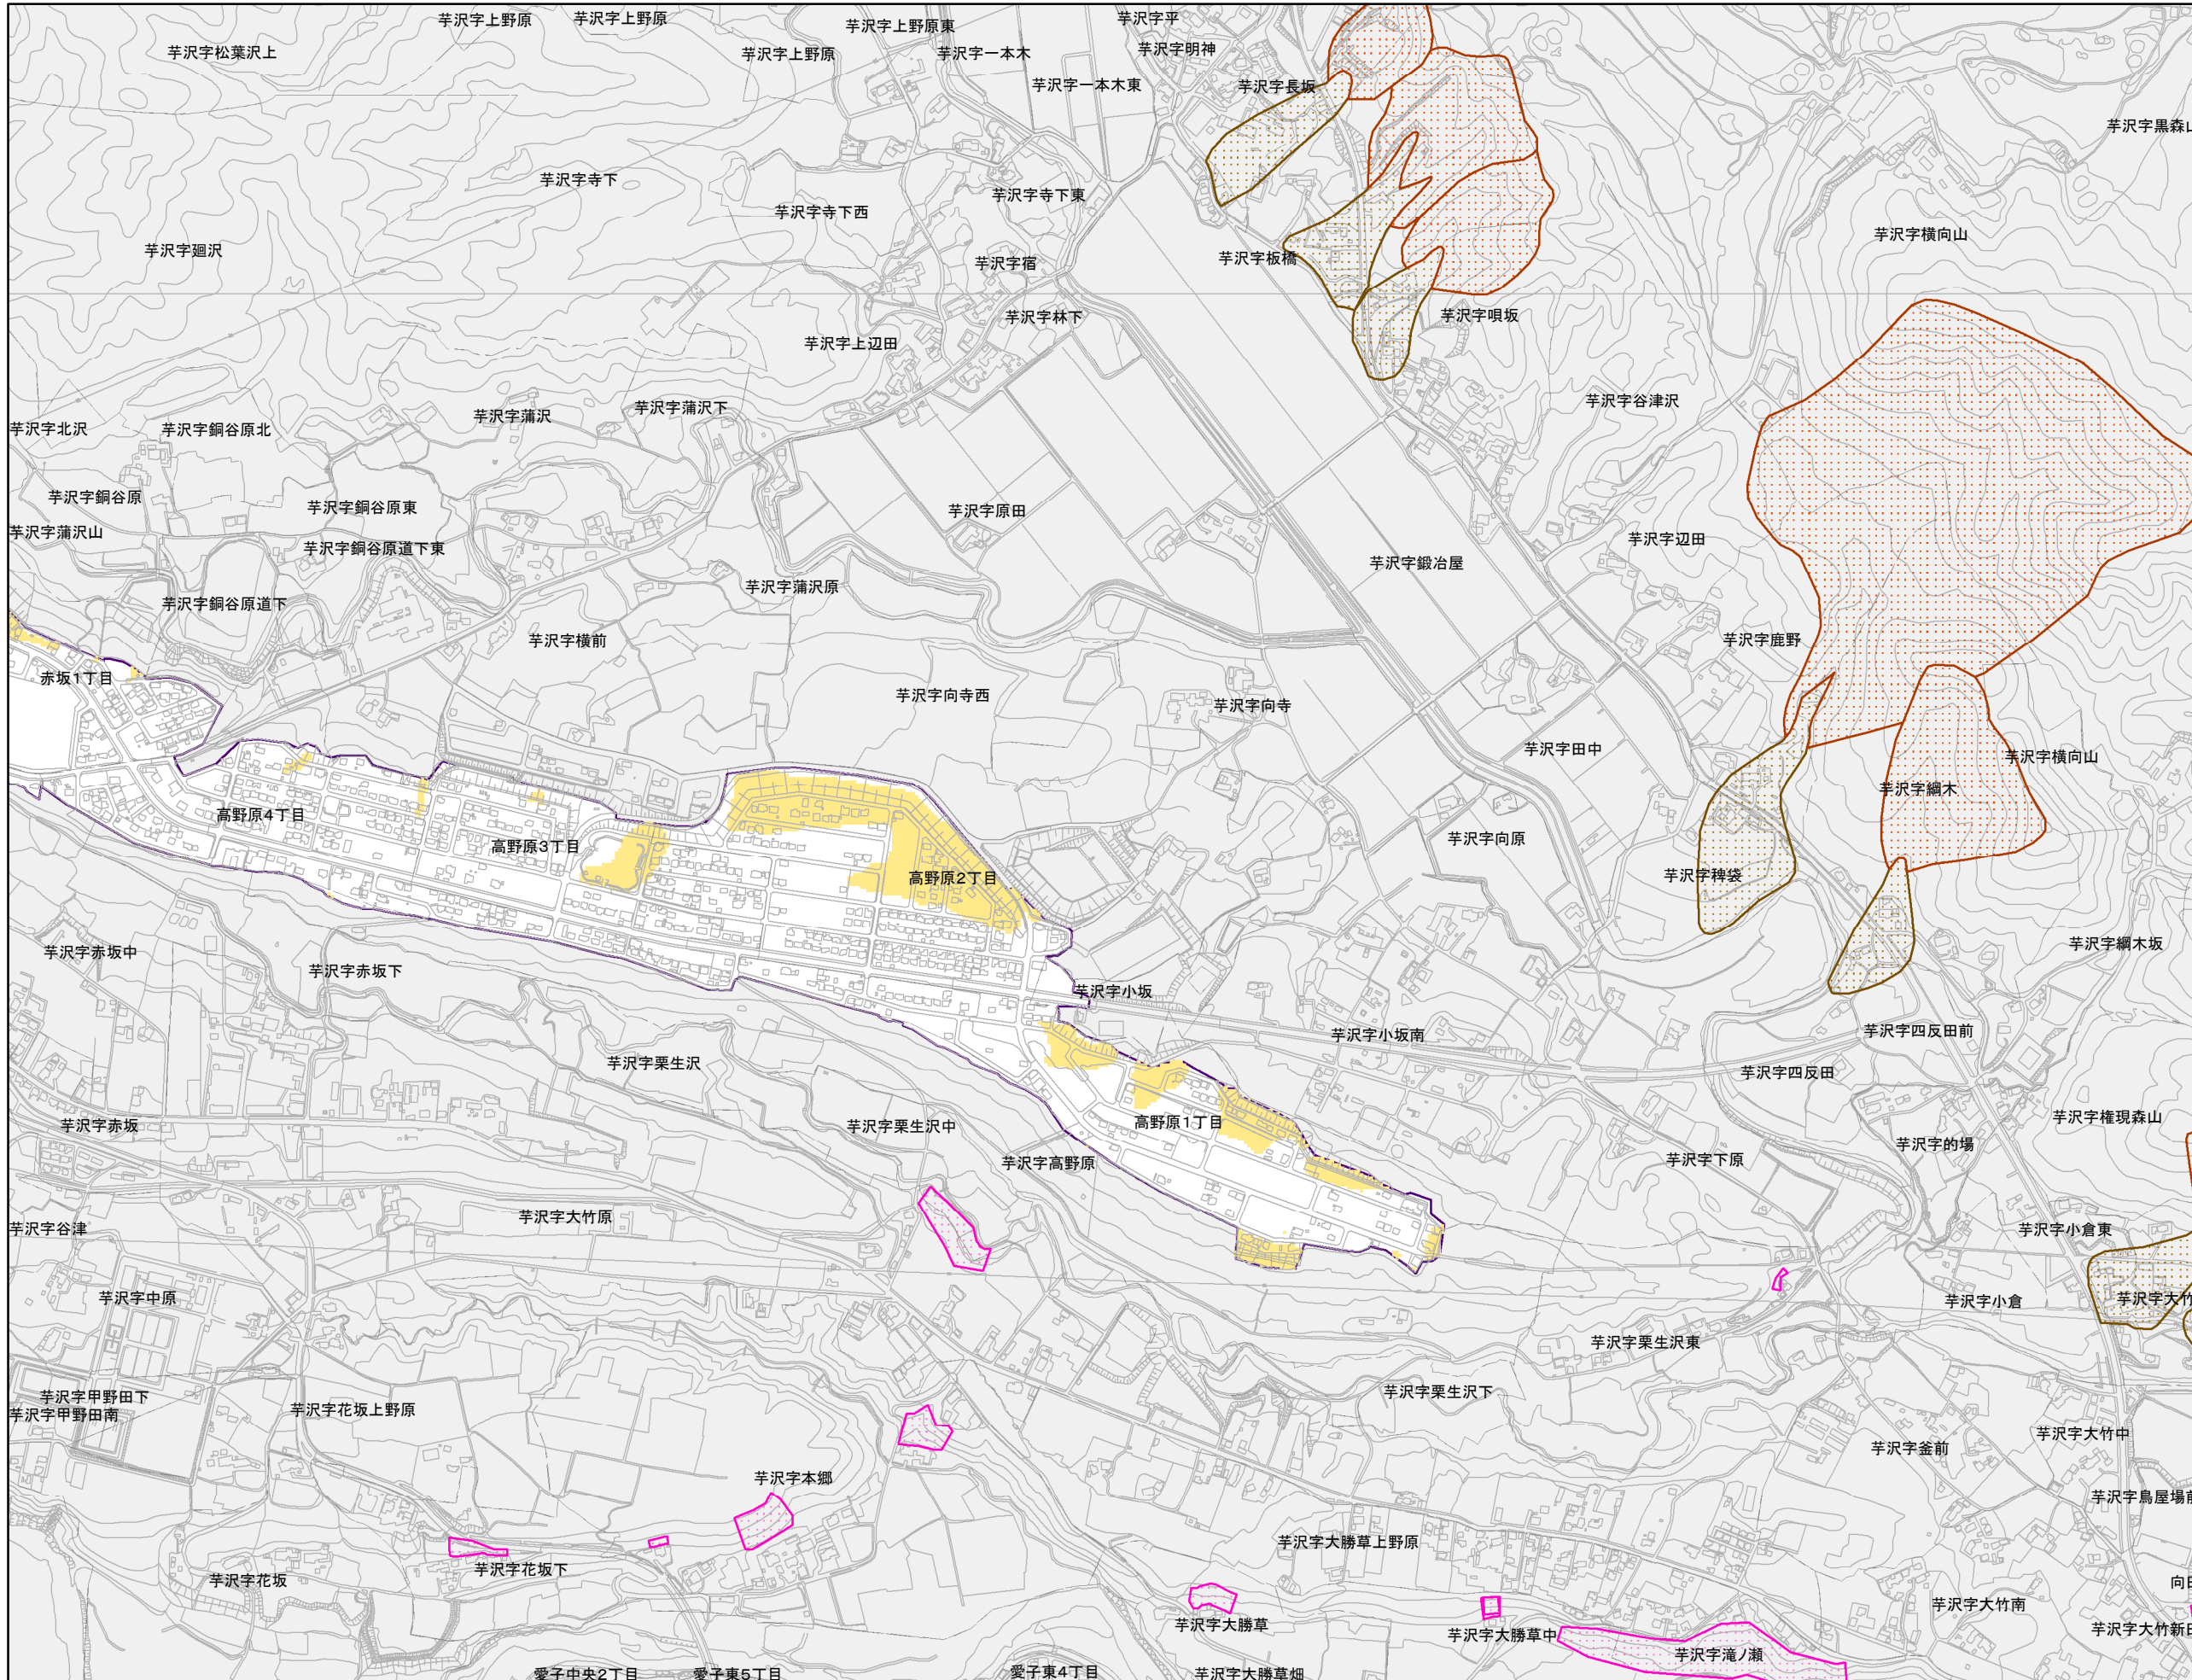 芋沢字上野原
芋沢字上野原
芋沢字平
芋沢字上野原東
芋沢字松葉沢上
芋沢字上野原
芋沢字一本木
芋沢字明神
芋沢字一本木東
芋沢字長坂
芋沢字黒森山
芋沢字寺下
芋沢字寺下東
芋沢字寺下西
芋沢字廻沢
芋沢字横向山
芋沢字宿
芋沢字板橋
芋沢字林下
芋沢字唄坂
芋沢字上辺田
芋沢字谷津沢
芋沢字蒲沢下
芋沢字蒲沢
芋沢字北沢
芋沢字銅谷原北
芋沢字銅谷原
芋沢字銅谷原東
芋沢字原田
芋沢字蒲沢山
芋沢字銅谷原道下東
芋沢字辺田
芋沢字鍛冶屋
芋沢字蒲沢原
芋沢字銅谷原道下
芋沢字横前
芋沢字鹿野
赤坂1丁目
芋沢字向寺西
芋沢字向寺
芋沢字田中
芋沢字横向山
芋沢字綱木
高野原4丁目
高野原3丁目
芋沢字向原
高野原2丁目
芋沢字稗袋
芋沢字赤坂中
芋沢字赤坂下
芋沢字綱木坂
芋沢字小坂
芋沢字小坂南
芋沢字四反田前
芋沢字栗生沢
芋沢字四反田
芋沢字赤坂
芋沢字栗生沢中
高野原1丁目
芋沢字権現森山
芋沢字的場
芋沢字高野原
芋沢字下原
芋沢字谷津
芋沢字大竹原
芋沢字小倉東
芋沢字中原
芋沢字小倉
芋沢字大竹
芋沢字栗生沢東
芋沢字甲野田下
芋沢字甲野田南
芋沢字花坂上野原
芋沢字栗生沢下
芋沢字大竹中
芋沢字釜前
芋沢字本郷
芋沢字鳥屋場前
芋沢字大勝草上野原
芋沢字花坂下
芋沢字花坂
向田
芋沢字大竹南
芋沢字大勝草
芋沢字大勝草中
芋沢字大竹新田
芋沢字滝ノ瀬
愛子中央2丁目
愛子東5丁目
愛子東4丁目
芋沢字大勝草畑